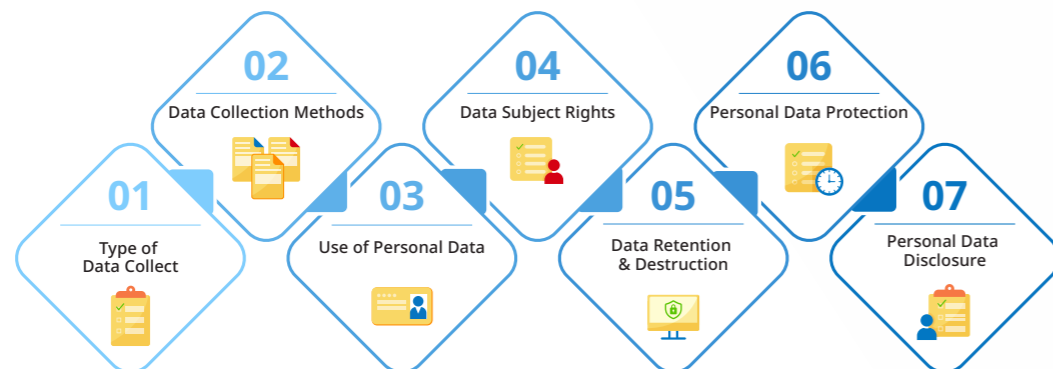 01
Type of
Data Collect
02
Data Collection Methods
03
Use of Personal Data
04
Data Subject Rights
05
Data Retention
& Destruction
06
Personal Data Protection
07
Personal Data
Disclosure